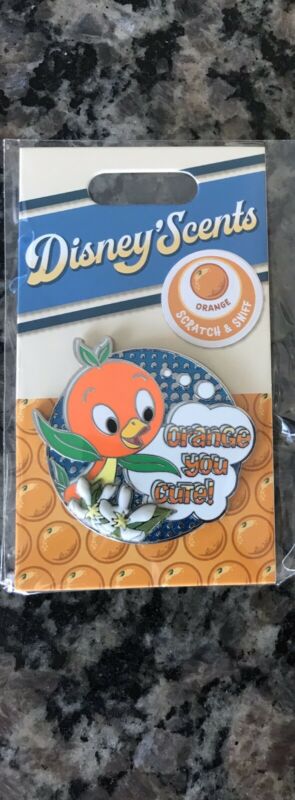 Disney'Scents
ORANGE
SCRATCH & SNIFF
Orange
you
cute!